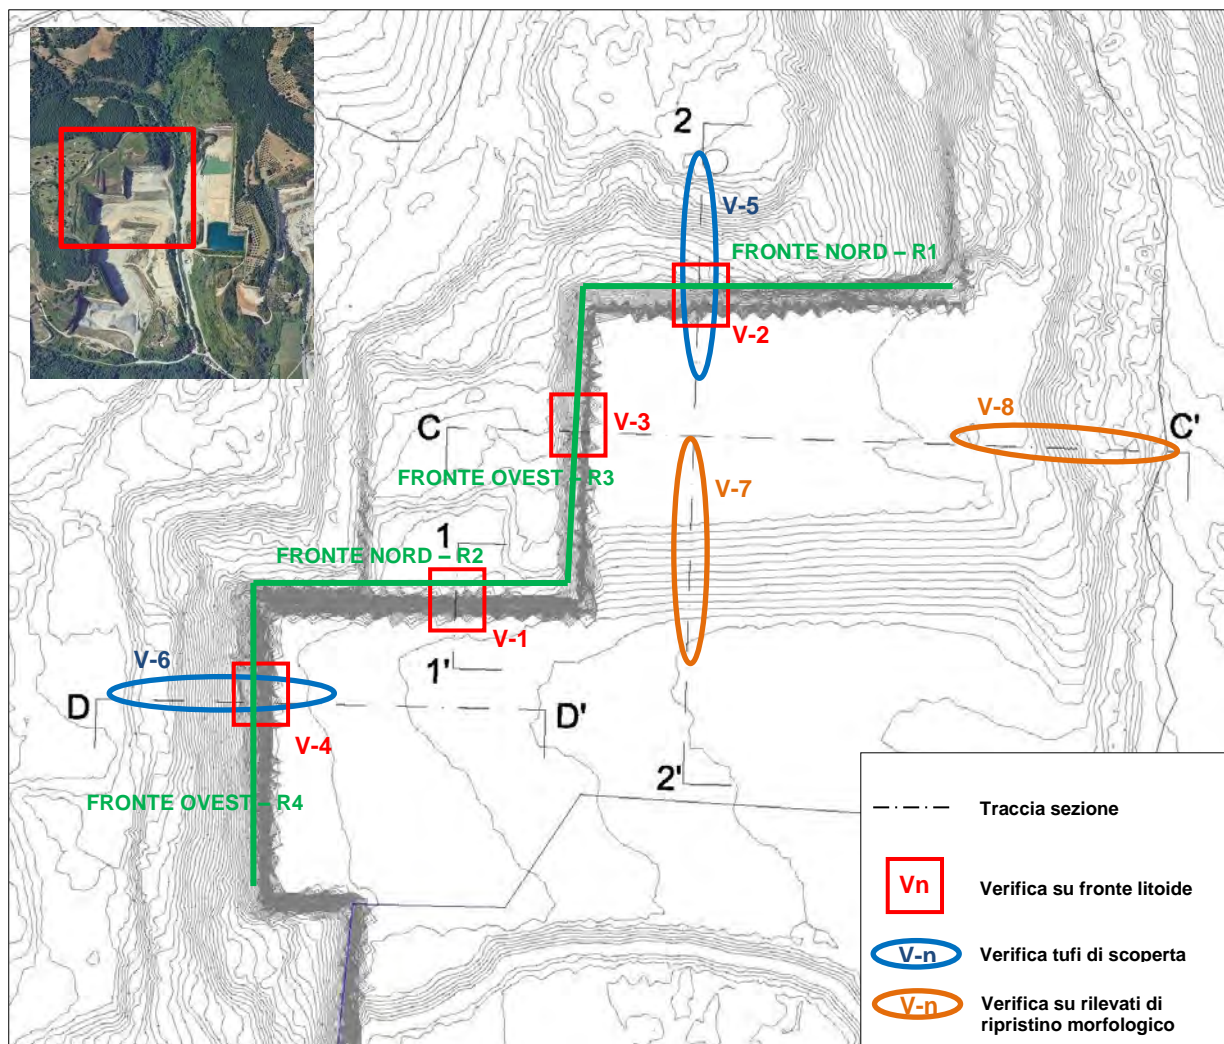 2
V-5
FRONTE NORD – R1
V-2
C
V-3
V-8
C'
FRONTE OVEST – R3
V-7
1
FRONTE NORD – R2
V-1
V-6
1'
D
D'
V-4
2'
FRONTE OVEST – R4
Traccia sezione
Vn
Verifica su fronte litoide
V-n
Verifica tufi di scoperta
V-n
Verifica su rilevati di
ripristino morfologico